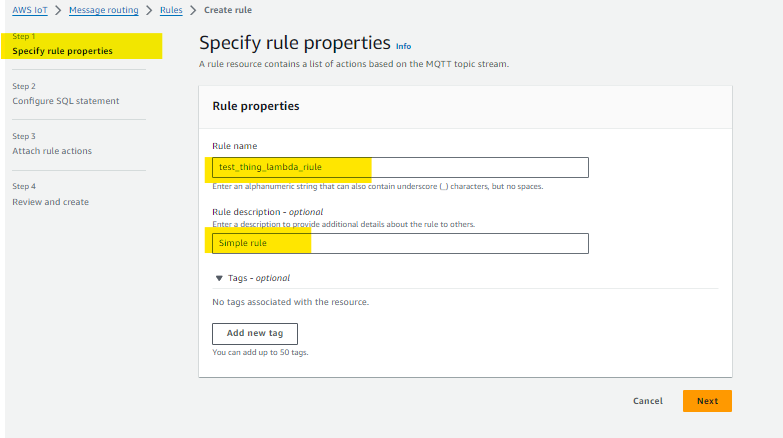 AWS IoT > Message routing > Rules > Create rule
Step 1
Specify rule properties
Step 2
Configure SQL statement
Step 3
Attach rule actions
Step 4
Review and create
Specify rule properties Info
A rule resource contains a list of actions based on the MQTT topic stream.
Rule properties
Rule name
test_thing_lambda_riule
Enter an alphanumeric string that can also contain underscore (_) characters, but no spaces.
Rule description - optional
Enter a description to provide additional details about the rule to others.
Simple rule
▼ Tags - optional
No tags associated with the resource.
Add new tag
You can add up to 50 tags.
Cancel Next